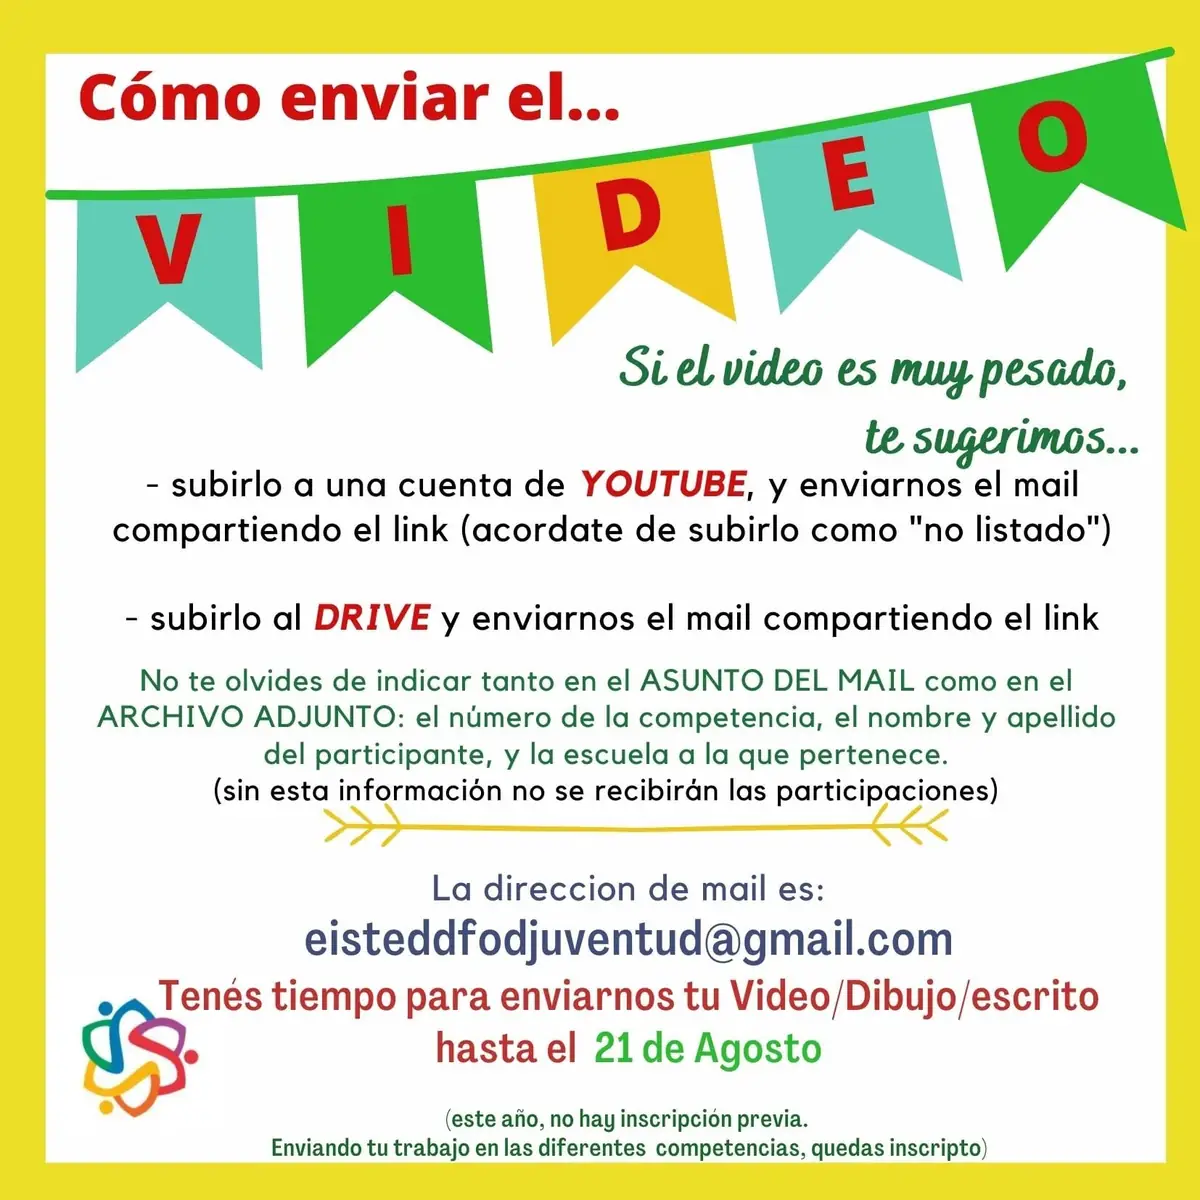 Cómo enviar el...
VIDEO
Si el video es muy pesado,
te sugerimos...
- subirlo a una cuenta de YOUTUBE, y enviarnos el mail
compartiendo el link (acordate de subirlo como "no listado")
- subirlo al DRIVE y enviarnos el mail compartiendo el link
No te olvides de indicar tanto en el ASUNTO DEL MAIL como en el
ARCHIVO ADJUNTO: el número de la competencia, el nombre y apellido
del participante, y la escuela a la que pertenece.
(sin esta información no se recibirán las participaciones)
La direccion de mail es:
eisteddfodjuventud@gmail.com
Tenés tiempo para enviarnos tu Video/Dibujo/escrito
hasta el 21 de Agosto
(este año, no hay inscripción previa.
Enviando tu trabajo en las diferentes competencias, quedas inscripto)